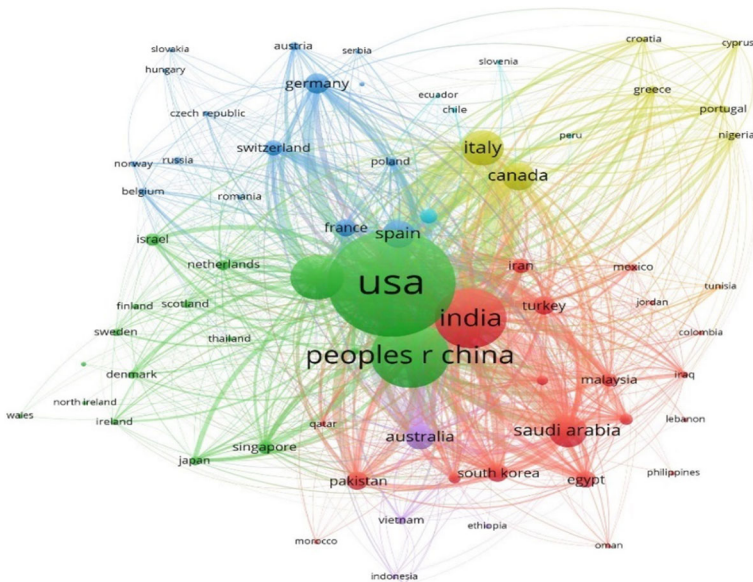 croatia
cyprus
slovakia
austria
serbia
hungary
slovenia
germany
greece
ecuador
chile
portugal
czech republic
nigeria
peru
switzerland
italy
poland
norway
russia
canada
belgium
romania
france
spain
israel
netherlands
iran
mexico
usa
tunisia
finland
scotland
turkey
jordan
india
sweden
thailand
colombia
peoples r china
denmark
malaysia
iraq
north ireland
wales
ireland
qatar
lebanon
australia
saudi arabia
singapore
japan
south korea
philippines
pakistan
egypt
vietnam
ethiopia
morocco
oman
indonesia